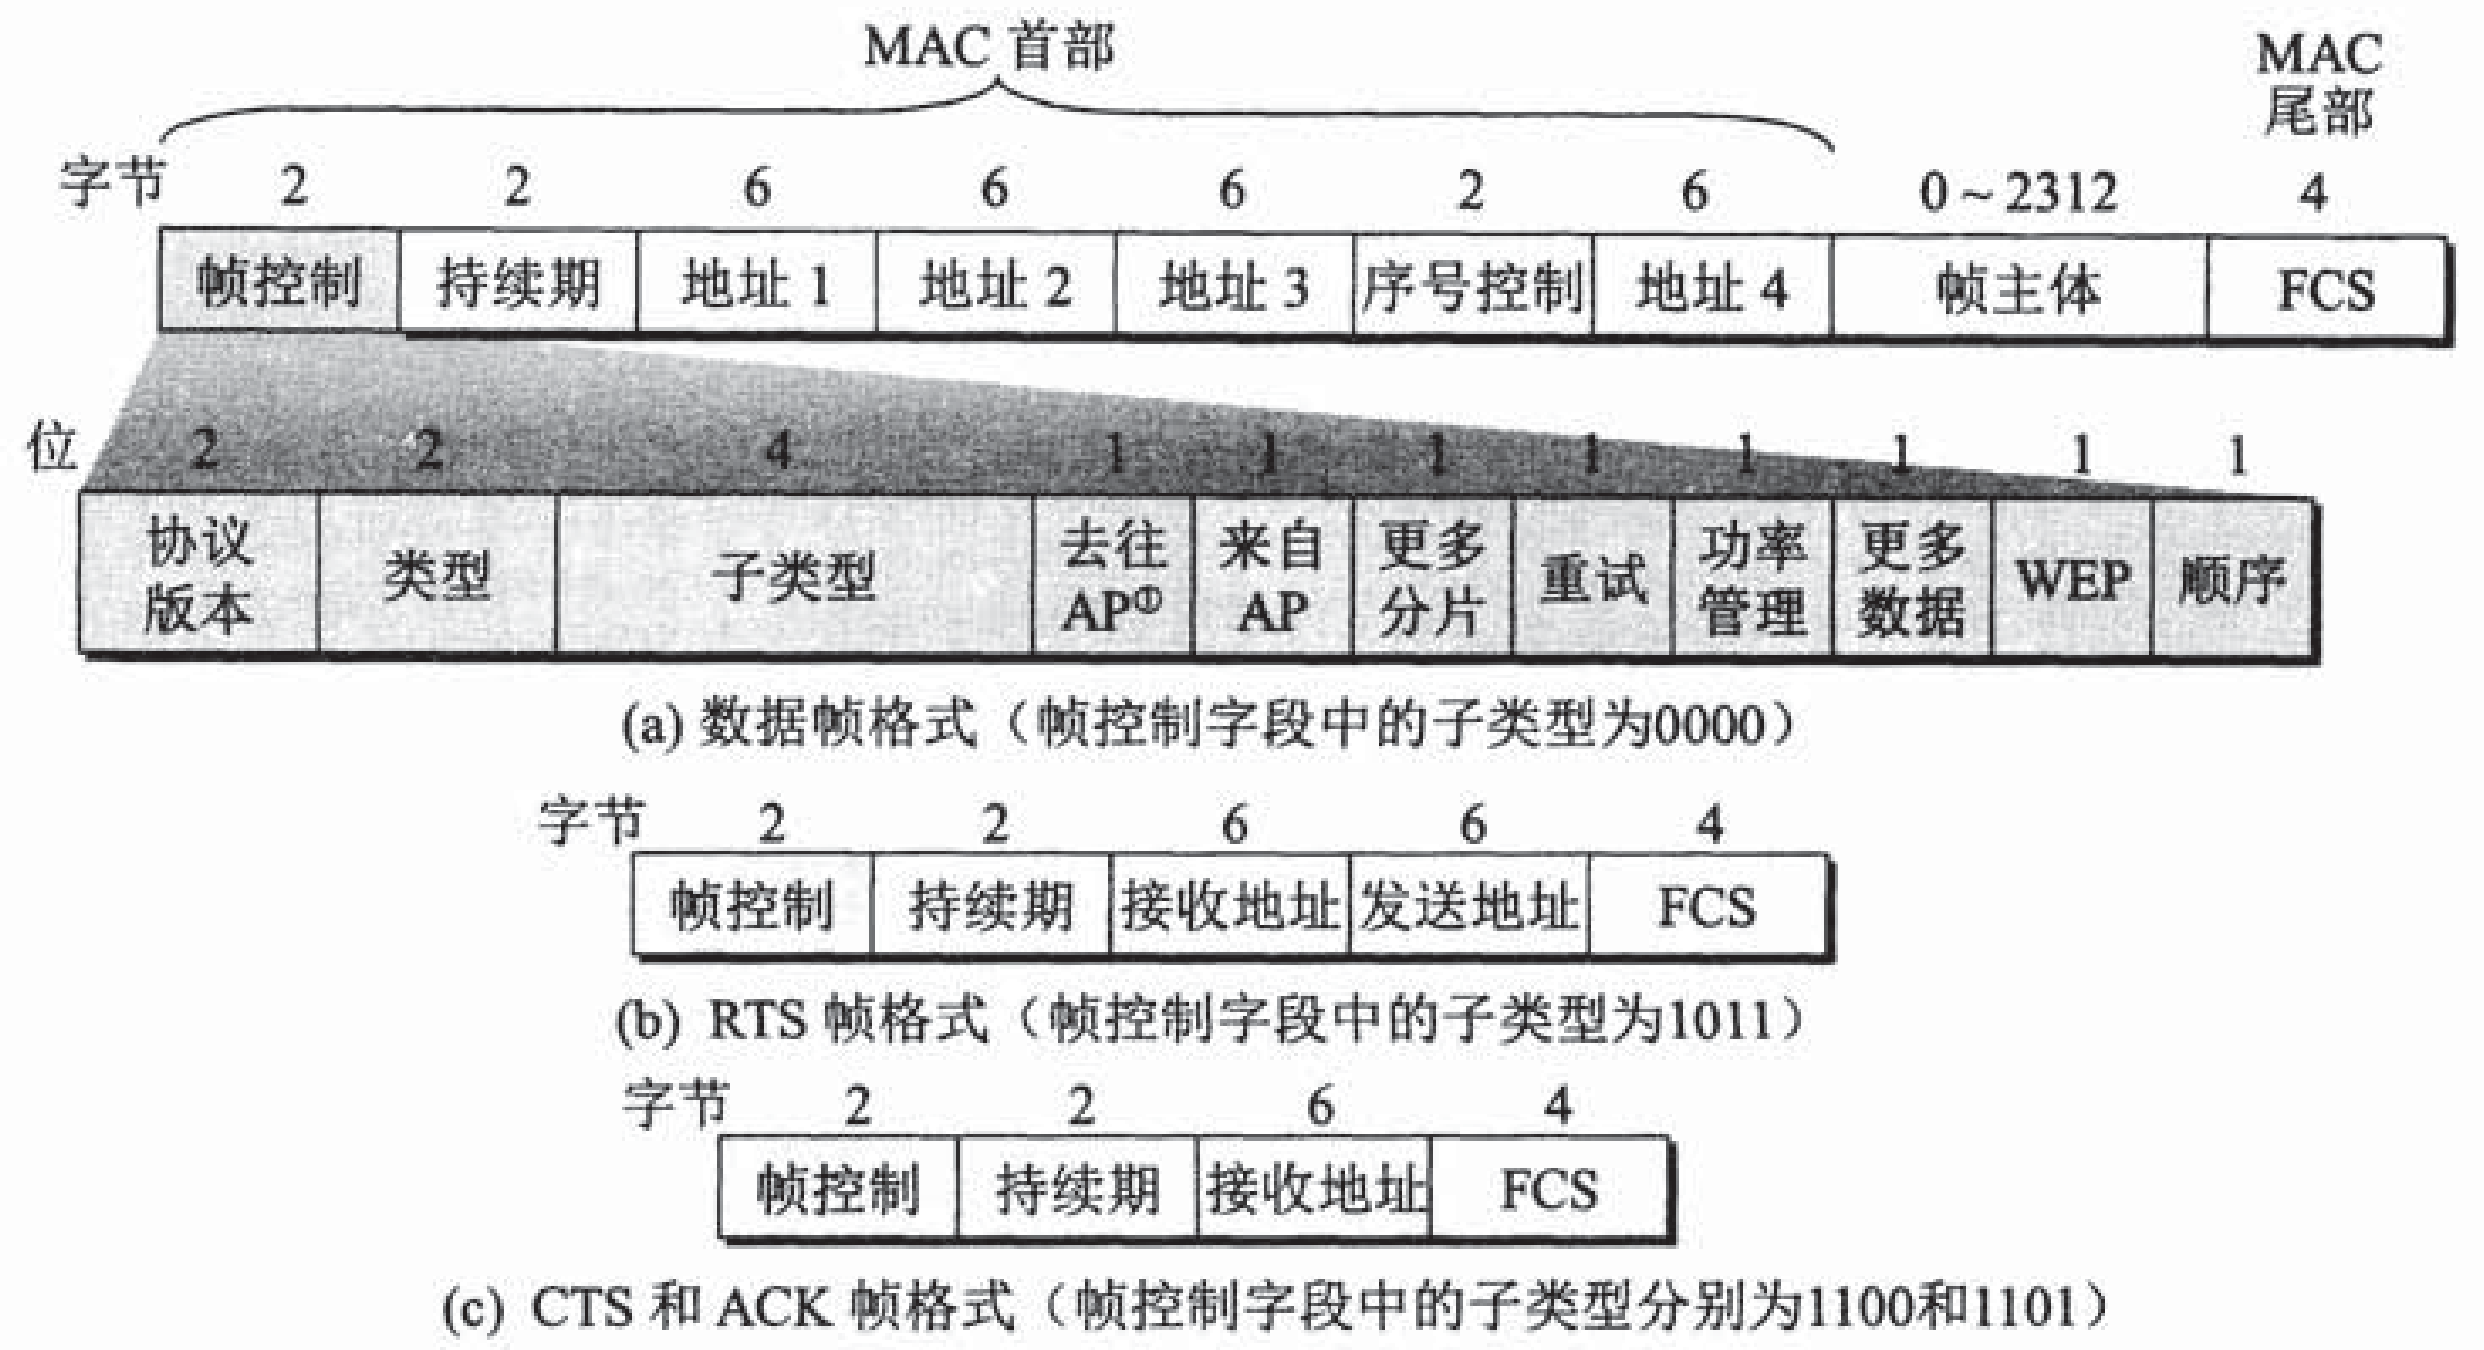 MAC 首部
MAC
尾部
字节 2 2 6 6 6 2 6 0~2312 4
帧控制 持续期 地址 1 地址 2 地址 3 序号控制 地址 4 帧主体 FCS
位 2 2 4 1 1 1 1 1 1 1 1
协议版本 类型 子类型 去往AP① 来自AP 更多分片 重试 功率管理 更多数据 WEP 顺序
(a) 数据帧格式（帧控制字段中的子类型为0000）
字节 2 2 6 6 4
帧控制 持续期 接收地址 发送地址 FCS
(b) RTS 帧格式（帧控制字段中的子类型为1011）
字节 2 2 6 4
帧控制 持续期 接收地址 FCS
(c) CTS 和 ACK 帧格式（帧控制字段中的子类型分别为1100和1101）